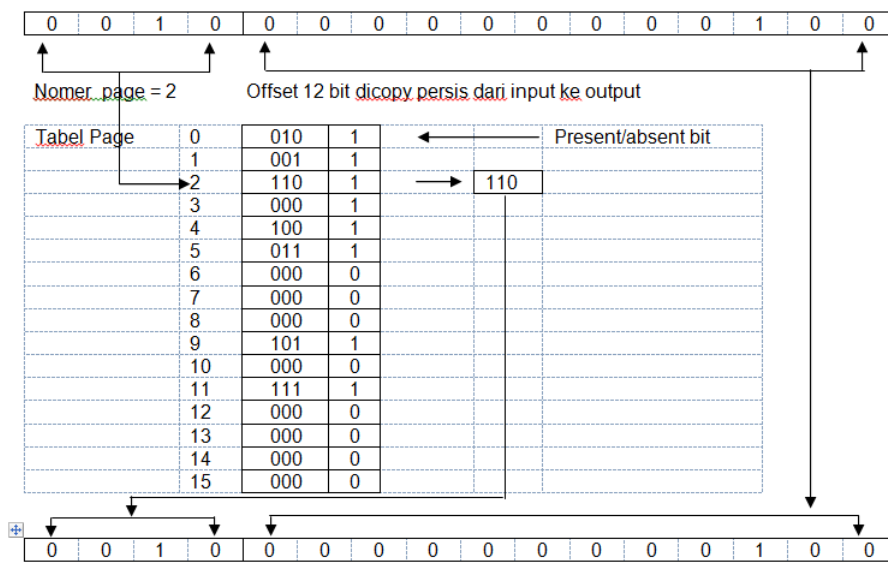 0 0 1 0 0 0 0 0 0 0 0 0 0 1 0 0
Nomer page = 2 Offset 12 bit dicopy persis dari input ke output
Tabel Page 0 010 1 Present/absent bit
1 001 1
2 110 1 110
3 000 1
4 100 1
5 011 1
6 000 0
7 000 0
8 000 0
9 101 1
10 000 0
11 111 1
12 000 0
13 000 0
14 000 0
15 000 0
0 0 1 0 0 0 0 0 0 0 0 0 0 1 0 0